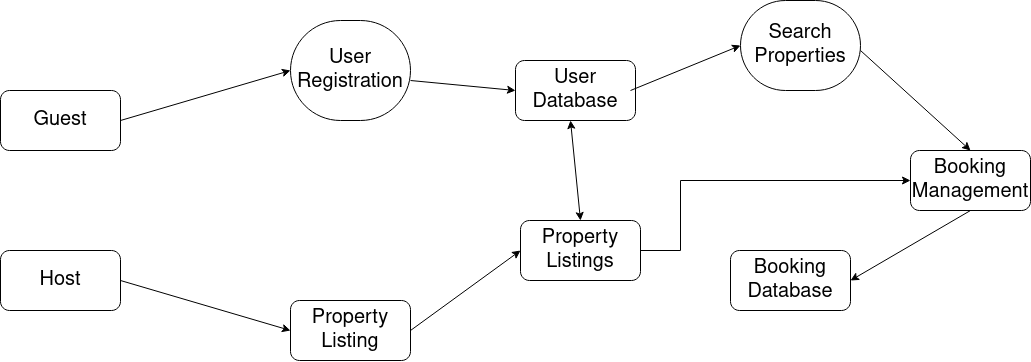 Search
Properties
User
Registration
User
Database
Guest
Booking
Management
Property
Listings
Host
Booking
Database
Property
Listing